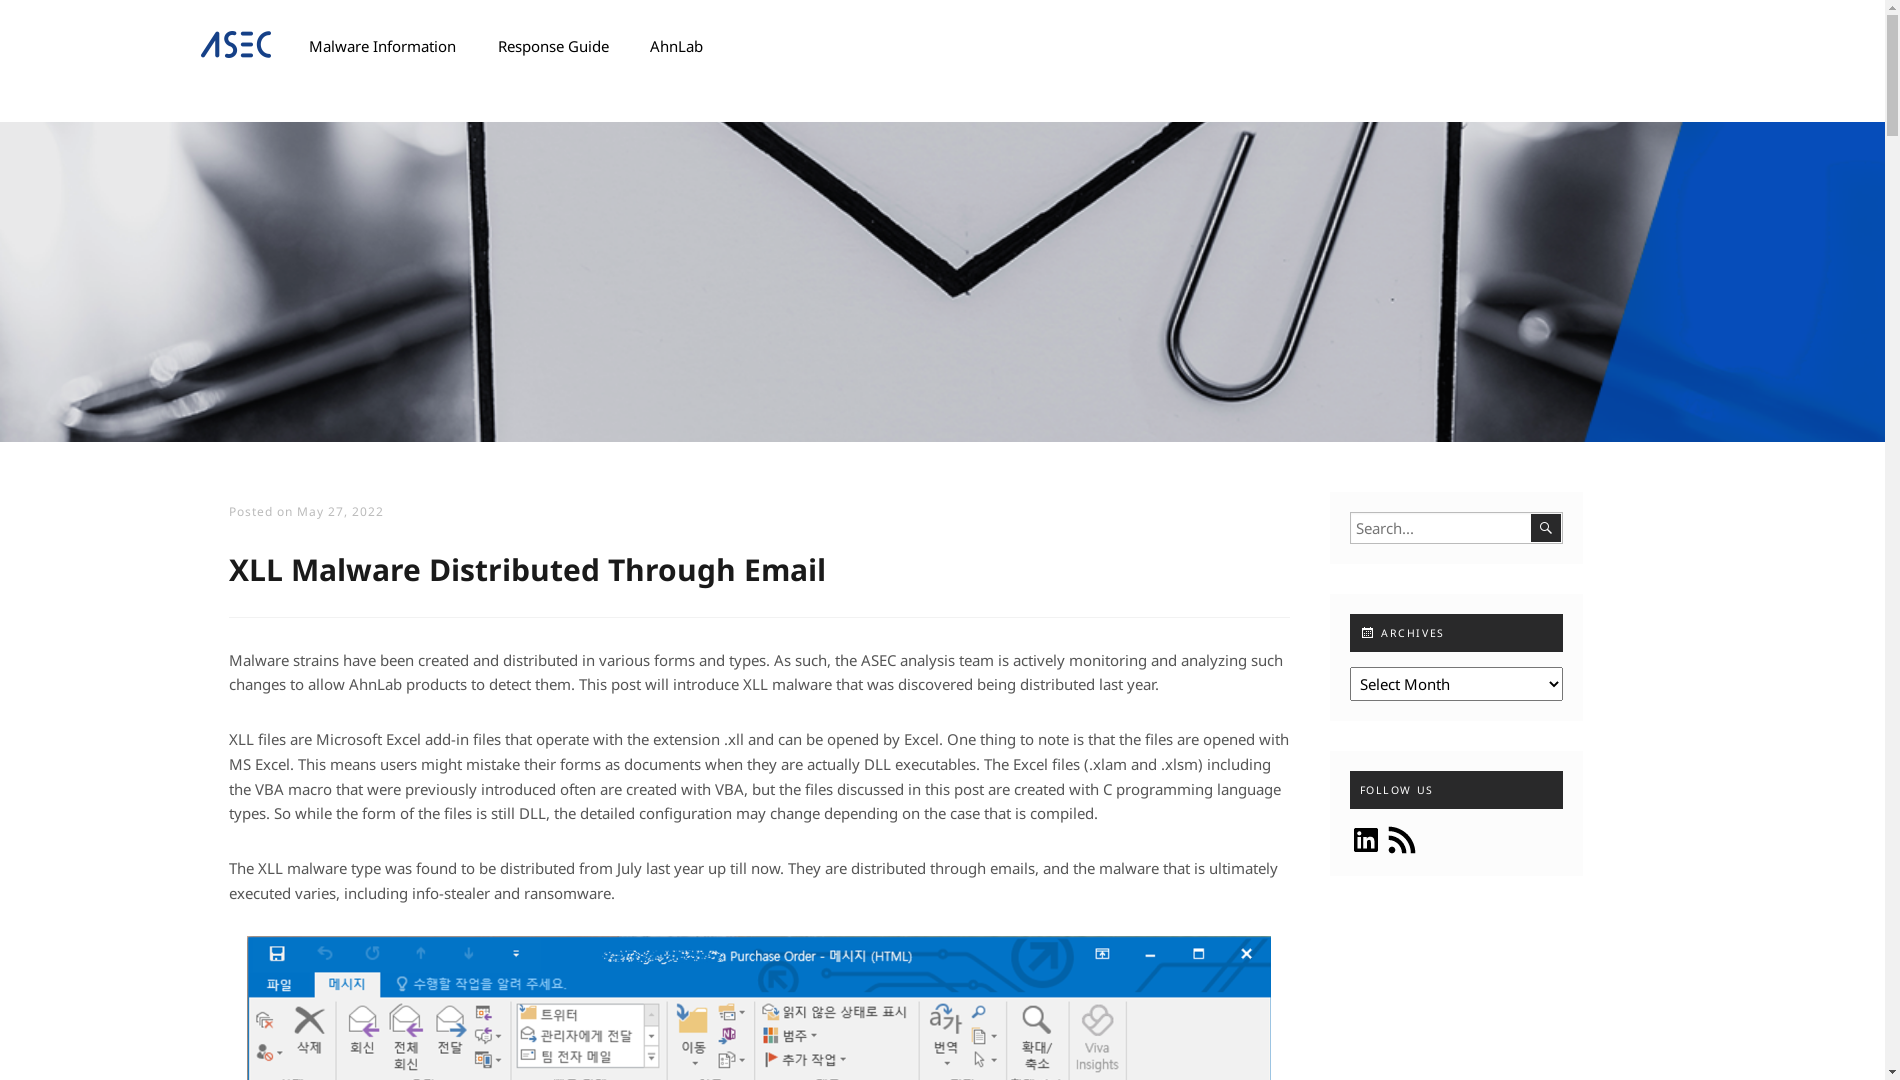 ASEC
Malware Information
Response Guide
AhnLab
Posted on May 27, 2022
XLL Malware Distributed Through Email
Malware strains have been created and distributed in various forms and types. As such, the ASEC analysis team is actively monitoring and analyzing such
changes to allow AhnLab products to detect them. This post will introduce XLL malware that was discovered being distributed last year.
XLL files are Microsoft Excel add-in files that operate with the extension .xll and can be opened by Excel. One thing to note is that the files are opened with
MS Excel. This means users might mistake their forms as documents when they are actually DLL executables. The Excel files (.xlam and .xlsm) including
the VBA macro that were previously introduced often are created with VBA, but the files discussed in this post are created with C programming language
types. So while the form of the files is still DLL, the detailed configuration may change depending on the case that is compiled.
The XLL malware type was found to be distributed from July last year up till now. They are distributed through emails, and the malware that is ultimately
executed varies, including info-stealer and ransomware.
Purchase Order - 메시지 (HTML)
파일
메시지
수행할 작업을 알려 주세요.
삭제
회신
전체
회신
전달
트위터
관리자에게 전달
팀 전자 메일
이동
읽지 않은 상태로 표시
범주
추가 작업
번역
확대/
축소
Viva
Insights
Search...
ARCHIVES
Select Month
FOLLOW US